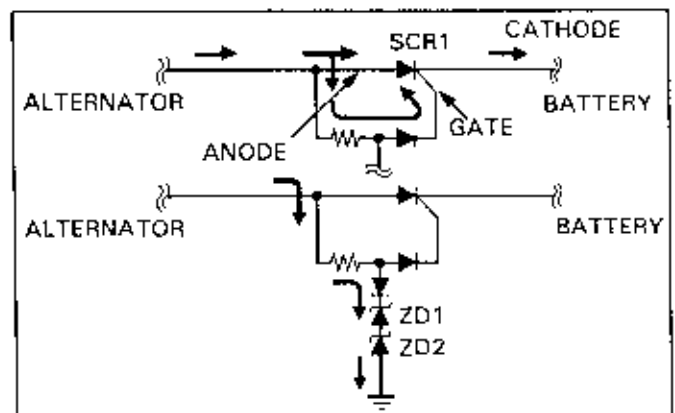 SCR1
CATHODE
ALTERNATOR
BATTERY
ANODE
GATE
ALTERNATOR
BATTERY
ZD1
ZD2